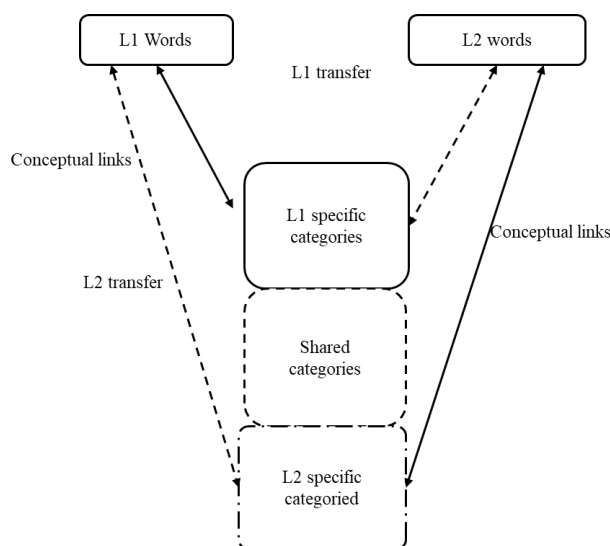 L1 Words
L2 words
L1 transfer
Conceptual links
L1 specific
categories
Conceptual links
L2 transfer
Shared
categories
L2 specific
categoried